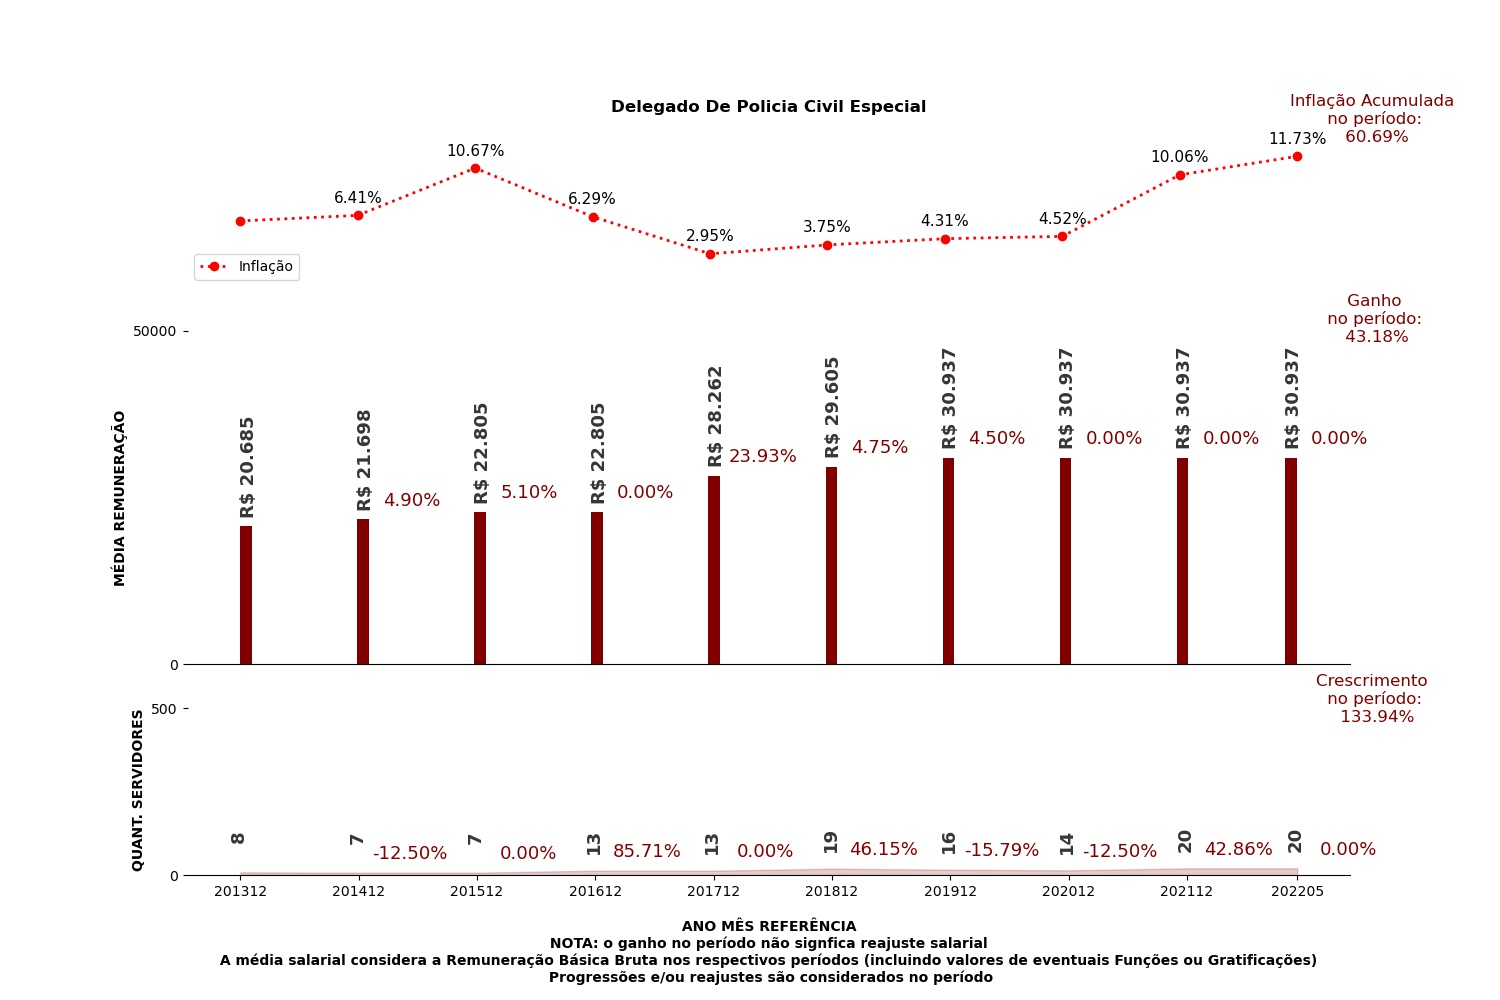 Delegado De Policia Civil Especial
Inflação Acumulada
no período:
60.69%
6.41%
10.67%
6.29%
2.95%
3.75%
4.31%
4.52%
10.06%
11.73%
Inflação
Ganho
no período:
43.18%
50000
0
MÉDIA REMUNERAÇÃO
R$ 20.685
R$ 21.698
R$ 22.805
R$ 22.805
R$ 28.262
R$ 29.605
R$ 30.937
R$ 30.937
R$ 30.937
R$ 30.937
4.90%
5.10%
0.00%
23.93%
4.75%
4.50%
0.00%
0.00%
0.00%
Crescrimento
no período:
133.94%
500
0
QUANT. SERVIDORES
8
7
7
13
13
19
16
14
20
20
-12.50%
0.00%
85.71%
0.00%
46.15%
-15.79%
-12.50%
42.86%
0.00%
201312
201412
201512
201612
201712
201812
201912
202012
202112
202205
ANO MÊS REFERÊNCIA
NOTA: o ganho no período não signfica reajuste salarial
A média salarial considera a Remuneração Básica Bruta nos respectivos períodos (incluindo valores de eventuais Funções ou Gratificações)
Progressões e/ou reajustes são considerados no período